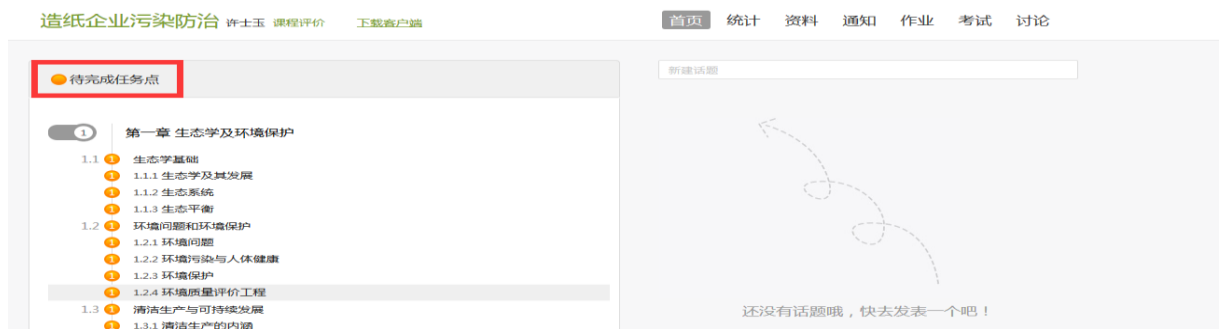 造纸企业污染防治 许士玉 课程评价 下载客户端
首页 统计 资料 通知 作业 考试 讨论
待完成任务点
1 第一章 生态学及环境保护
1.1 1 生态学基础
1 1.1.1 生态学及其发展
1 1.1.2 生态系统
1 1.1.3 生态平衡
1.2 1 环境问题和环境保护
1 1.2.1 环境问题
1 1.2.2 环境污染与人体健康
1 1.2.3 环境保护
1 1.2.4 环境质量评价工程
1.3 1 清洁生产与可持续发展
1 1.3.1 清洁生产的内涵
新建话题
还没有话题哦，快去发表一个吧！